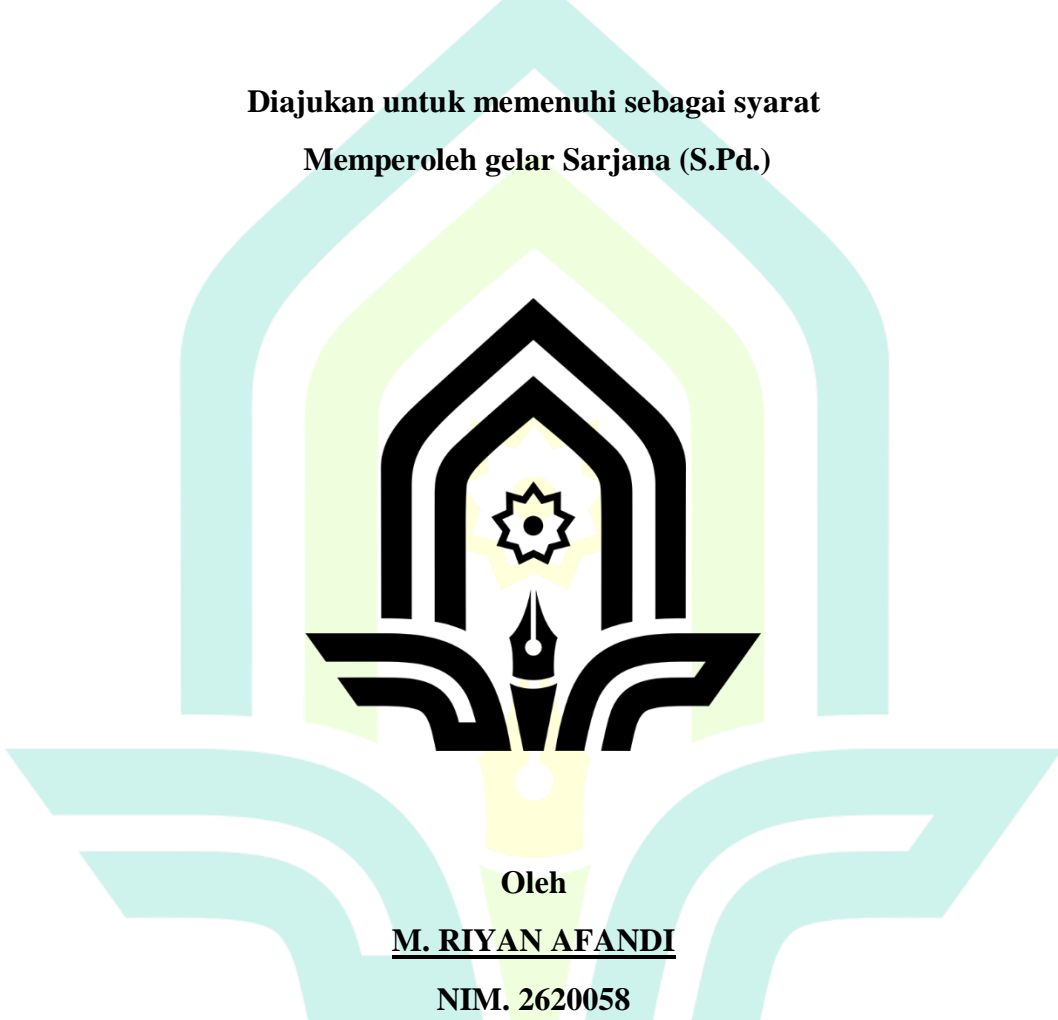 Diajukan untuk memenuhi sebagai syarat
Memperoleh gelar Sarjana (S.Pd.)
Oleh
M. RIYAN AFANDI
NIM. 2620058